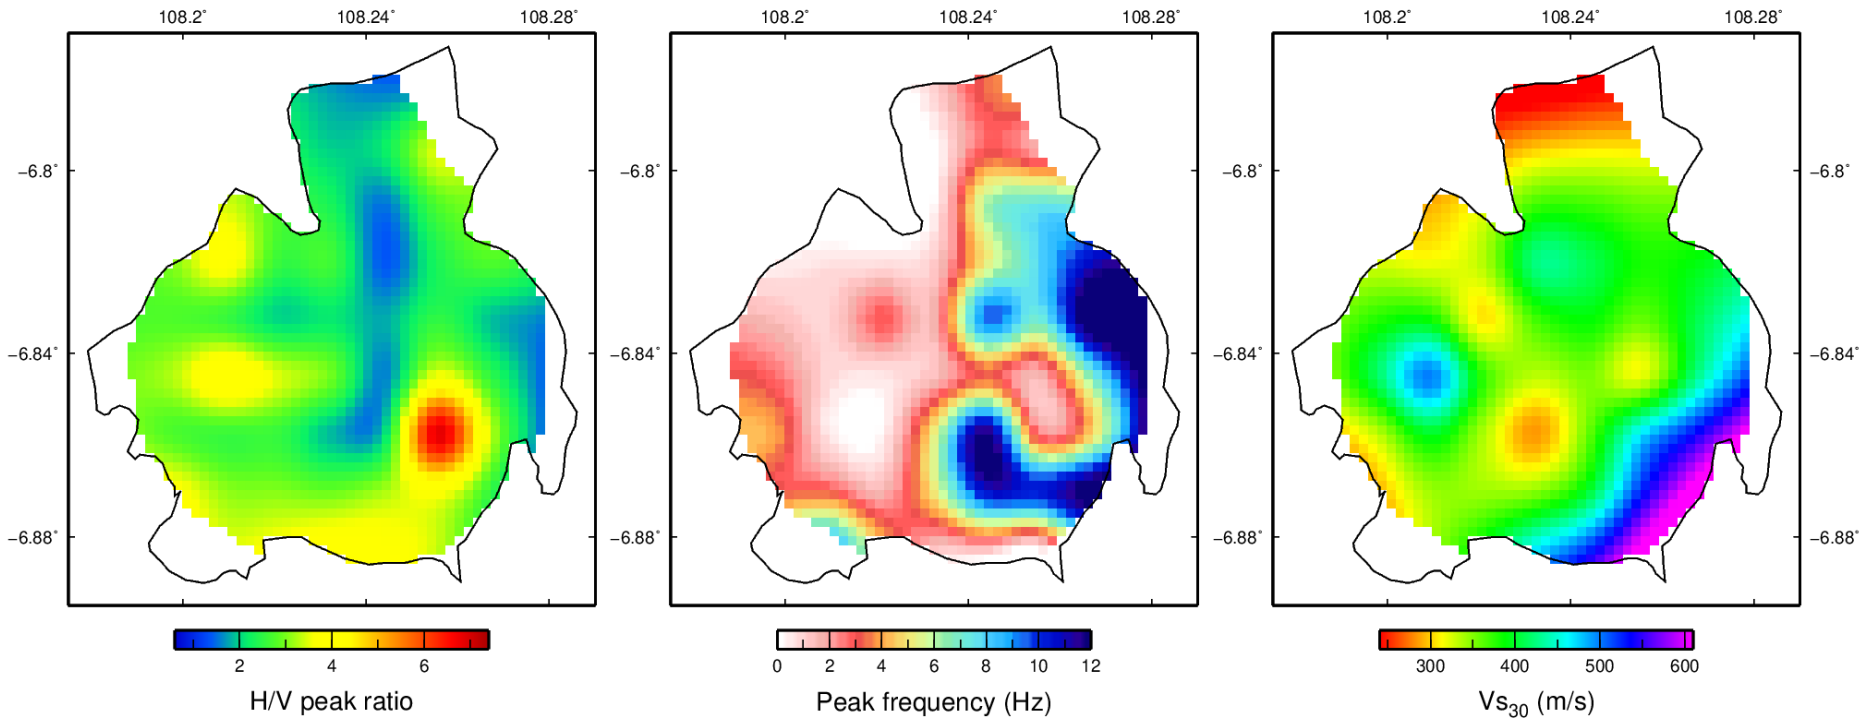 108.2° 108.24° 108.28° 108.2° 108.24° 108.28° 108.2° 108.24° 108.28°
−6.8° −6.8° −6.8° −6.8°
−6.84° −6.84° −6.84° −6.84°
−6.88° −6.88° −6.88° −6.88°
2 4 6 0 2 4 6 8 10 12 300 400 500 600
H/V peak ratio Peak frequency (Hz) Vs30 (m/s)